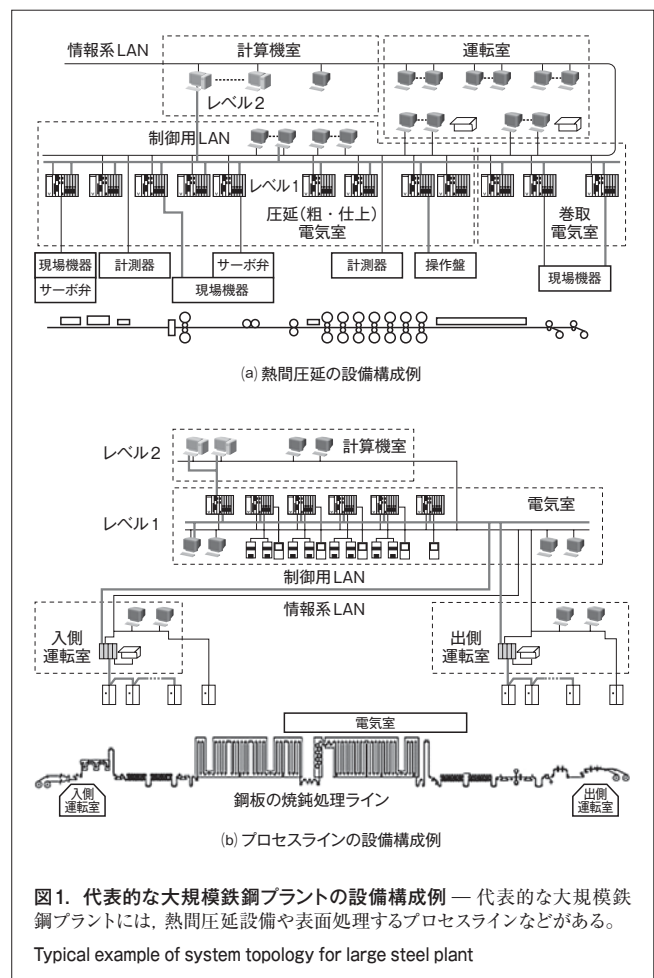 情報系LAN
計算機室
運転室
レベル2
制御用LAN
レベル1
圧延(粗・仕上)
電気室
巻取
電気室
現場機器
計測器
サーボ弁
計測器
操作盤
サーボ弁
現場機器
現場機器
(a) 熱間圧延の設備構成例
レベル2
計算機室
電気室
レベル1
制御用LAN
情報系LAN
入側
運転室
出側
運転室
電気室
入側
運転室
鋼板の焼鈍処理ライン
出側
運転室
(b) プロセスラインの設備構成例
図1. 代表的な大規模鉄鋼プラントの設備構成例 — 代表的な大規模鉄
鋼プラントには，熱間圧延設備や表面処理するプロセスラインなどがある。
Typical example of system topology for large steel plant